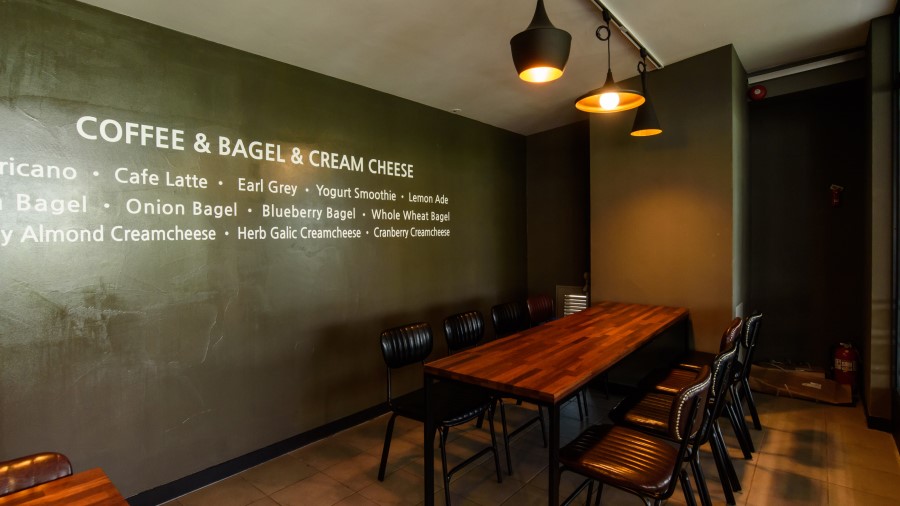 COFFEE & BAGEL & CREAM CHEESE
ricano · Cafe Latte · Earl Grey · Yogurt Smoothie · Lemon Ade
Bagel · Onion Bagel · Blueberry Bagel · Whole Wheat Bagel
y Almond Creamcheese · Herb Galic Creamcheese · Cranberry Creamcheese